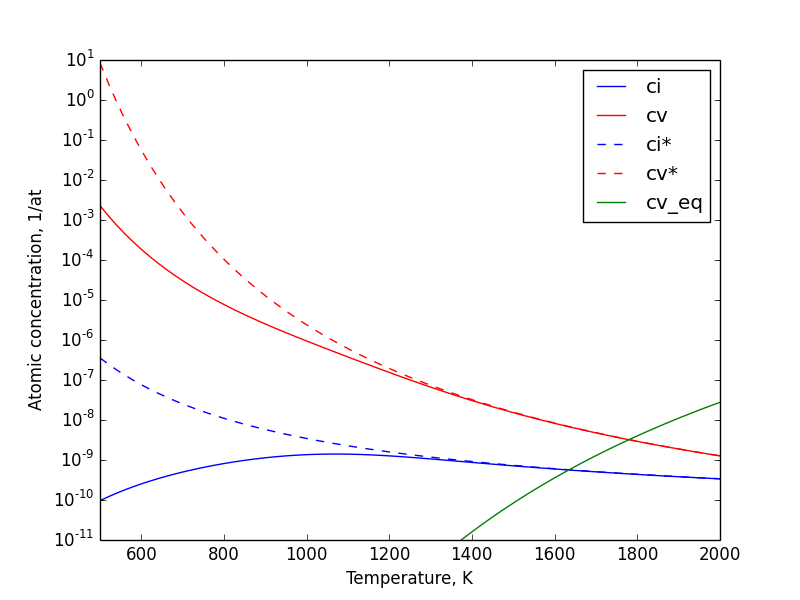 10^1
10^0
10^-1
10^-2
10^-3
10^-4
10^-5
10^-6
10^-7
10^-8
10^-9
10^-10
10^-11
Atomic concentration, 1/at
ci
cv
ci*
cv*
cv_eq
600 800 1000 1200 1400 1600 1800 2000
Temperature, K